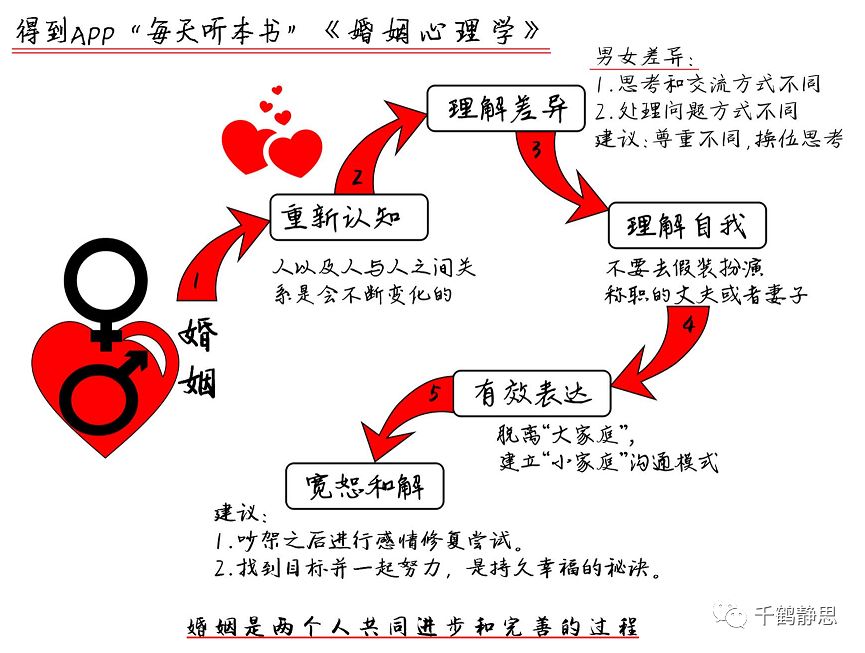 得到APP“每天听本书”《婚姻心理学》
男女差异:
1.思考和交流方式不同
2.处理问题方式不同
建议:尊重不同,换位思考
理解差异
3
2
重新认知
人以及人与人之间关
系是会不断变化的
理解自我
不要去假装扮演
称职的丈夫或者妻子
1
婚
姻
4
有效表达
脱离“大家庭”,
建立“小家庭”沟通模式
5
宽恕和解
建议:
1.吵架之后进行感情修复尝试。
2.找到目标并一起努力,是持久幸福的秘诀。
婚姻是两个人共同进步和完善的过程
千鹤静思